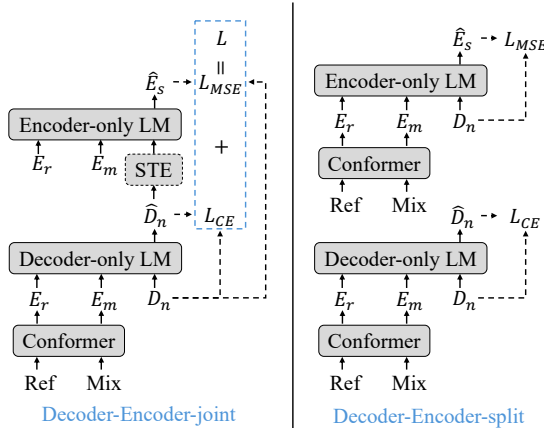 L
=
Ê_s L_MSE
Encoder-only LM
E_r E_m STE
+
D̂_n L_CE
Decoder-only LM
E_r E_m D_n
Conformer
Ref Mix
Decoder-Encoder-joint
Ê_s L_MSE
Encoder-only LM
E_r E_m D_n
Conformer
Ref Mix
D̂_n L_CE
Decoder-only LM
E_r E_m D_n
Conformer
Ref Mix
Decoder-Encoder-split